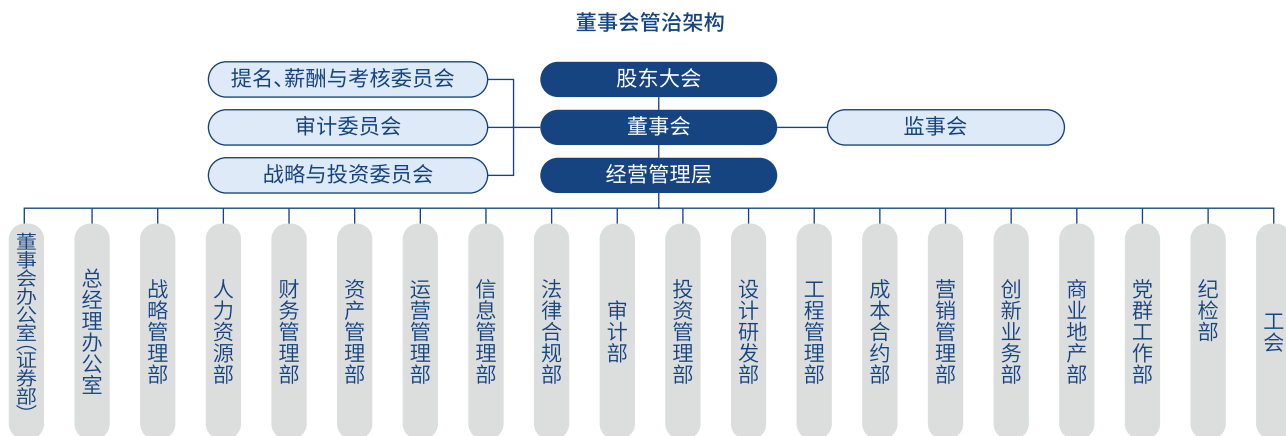 董事会管治架构
提名、薪酬与考核委员会
股东大会
审计委员会
董事会
监事会
战略与投资委员会
经营管理层
董事会办公室(证券部)
总经理办公室
战略管理部
人力资源部
财务管理部
资产管理部
运营管理部
信息管理部
法律合规部
审计部
投资管理部
设计研发部
工程管理部
成本合约部
营销管理部
创新业务部
商业地产部
党群工作部
纪检部
工会